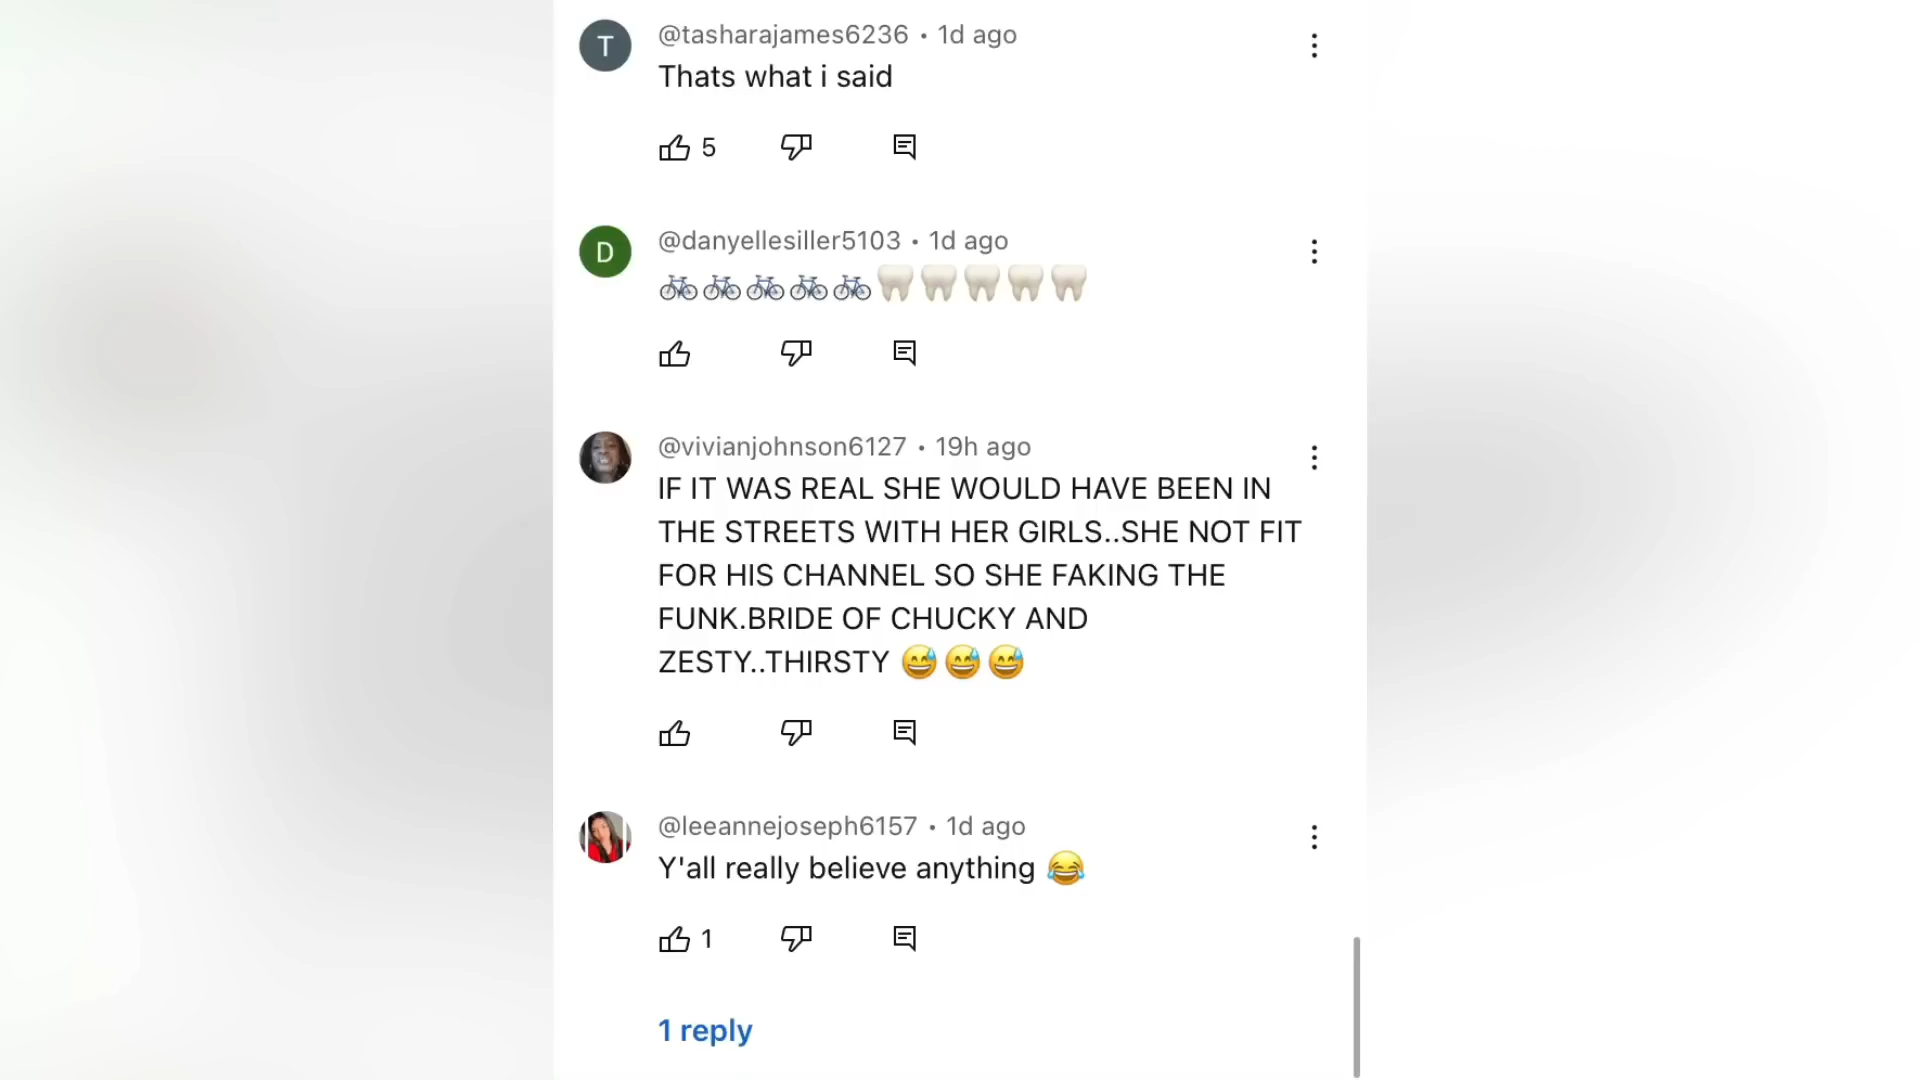 T
@tasharajames6236 • 1d ago
Thats what i said
5
D
@danyellesiller5103 • 1d ago
🚲🚲🚲🚲🚲🦷🦷🦷🦷🦷
@vivianjohnson6127 • 19h ago
IF IT WAS REAL SHE WOULD HAVE BEEN IN
THE STREETS WITH HER GIRLS..SHE NOT FIT
FOR HIS CHANNEL SO SHE FAKING THE
FUNK.BRIDE OF CHUCKY AND
ZESTY..THIRSTY 😅😅😅
@leeannejoseph6157 • 1d ago
Y'all really believe anything 😂
1
1 reply